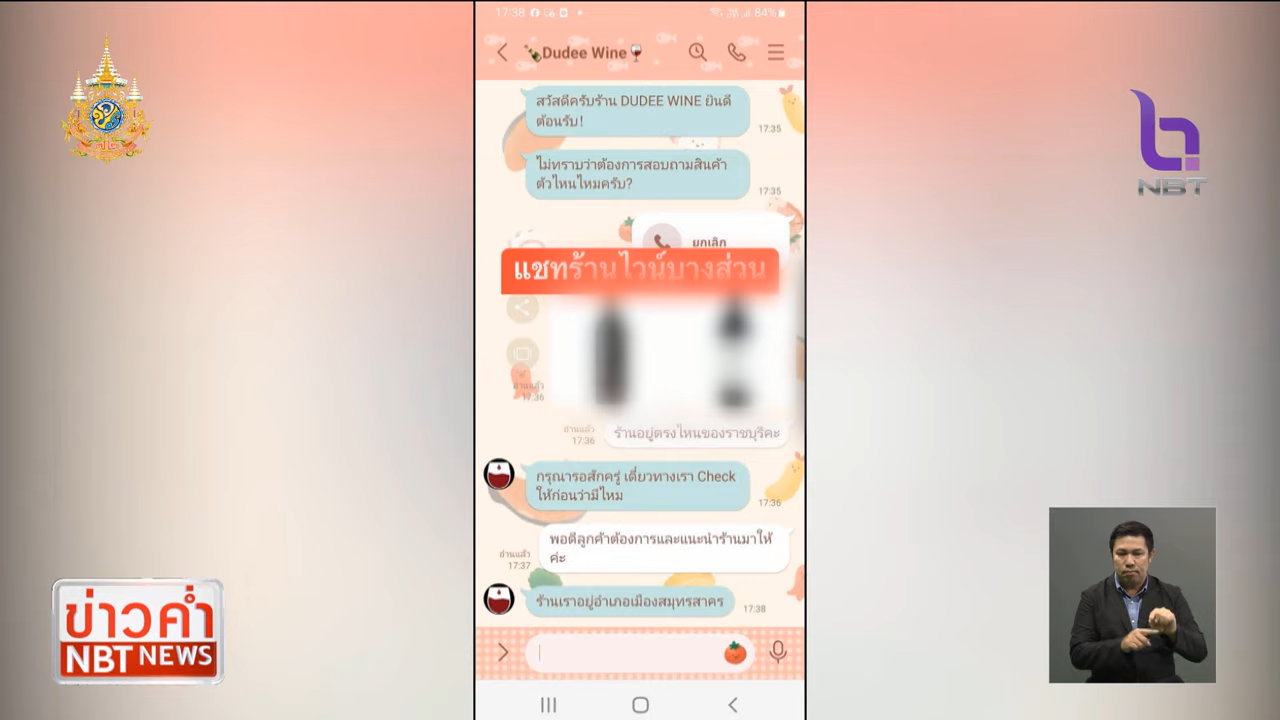 17:38
84%
Dudee Wine
สวัสดีครับร้าน DUDEE WINE ยินดี
ต้อนรับ!
17:35
ไม่ทราบว่าต้องการสอบถามสินค้า
ตัวไหนไหมครับ?
17:35
ยกเลิก
แชทร้านไวน์บางส่วน
อ่านแล้ว
17:36
อ่านแล้ว
17:36
ร้านอยู่ตรงไหนของราชบุรีคะ
กรุณารอสักครู่ เดี๋ยวทางเรา Check
ให้ก่อนว่ามีไหม
17:36
พอดีลูกค้าต้องการและแนะนำร้านมาให้
ค่ะ
อ่านแล้ว
17:37
ร้านเราอยู่อำเภอเมืองสมุทรสาคร
17:38
NBT
ข่าวค่ำ
NBT NEWS